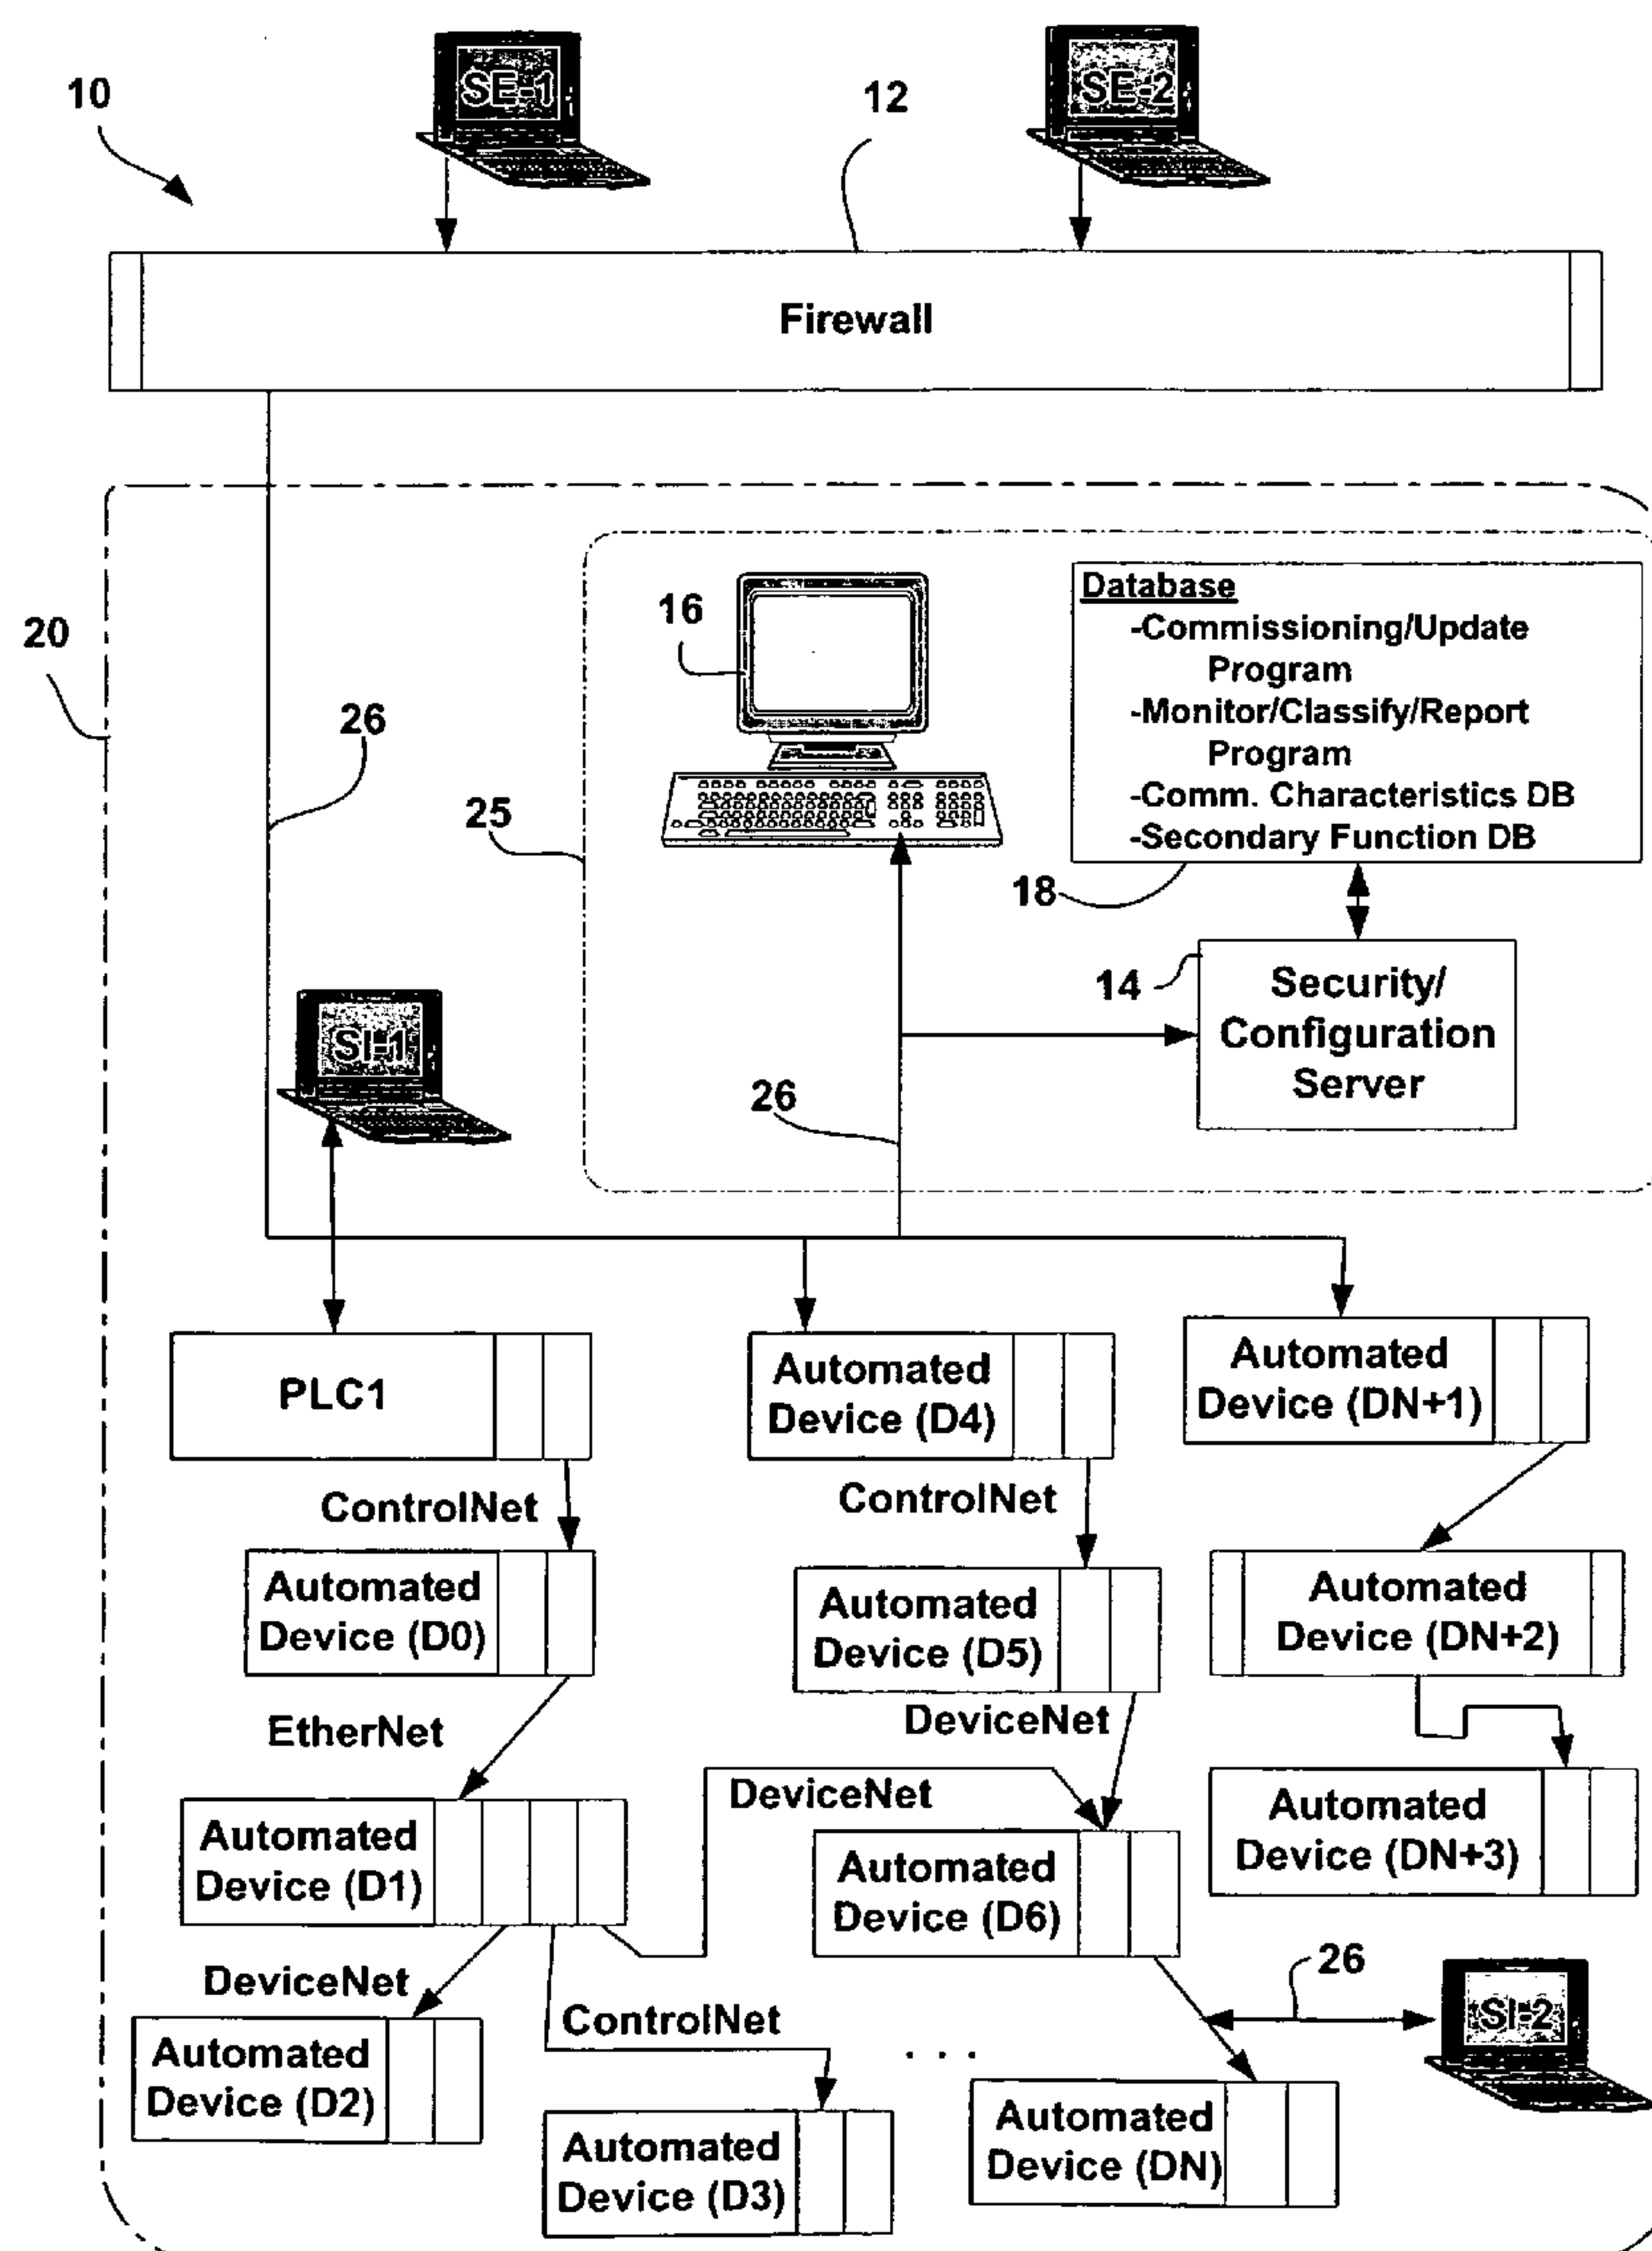 10
SE-1
12
SE-2
Firewall
20
26
16
Database
-Commissioning/Update
Program
-Monitor/Classify/Report
Program
-Comm. Characteristics DB
-Secondary Function DB
25
18
14
Security/
Configuration
Server
SI-1
26
PLC1
Automated
Device (D4)
Automated
Device (DN+1)
ControlNet
ControlNet
Automated
Device (D0)
Automated
Device (D5)
Automated
Device (DN+2)
EtherNet
DeviceNet
DeviceNet
Automated
Device (D1)
Automated
Device (D6)
Automated
Device (DN+3)
DeviceNet
ControlNet
26
SI-2
Automated
Device (D2)
. . .
Automated
Device (D3)
Automated
Device (DN)